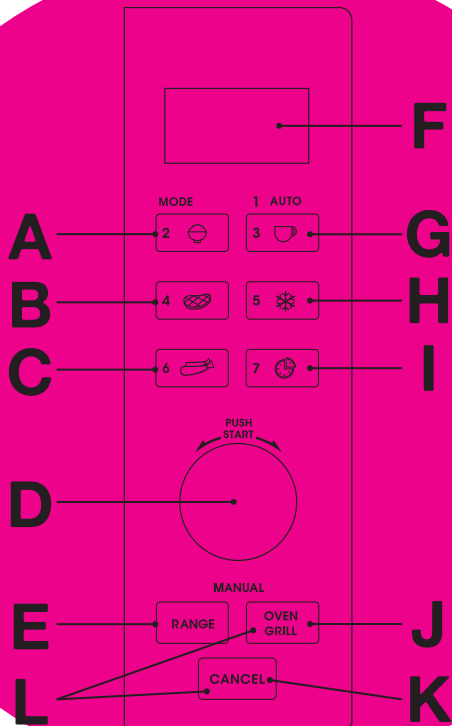 F
MODE 1 AUTO
A 2 3 G
B 4 5 H
C 6 7 I
PUSH
START
D
MANUAL
E RANGE OVEN GRILL J
L CANCEL K